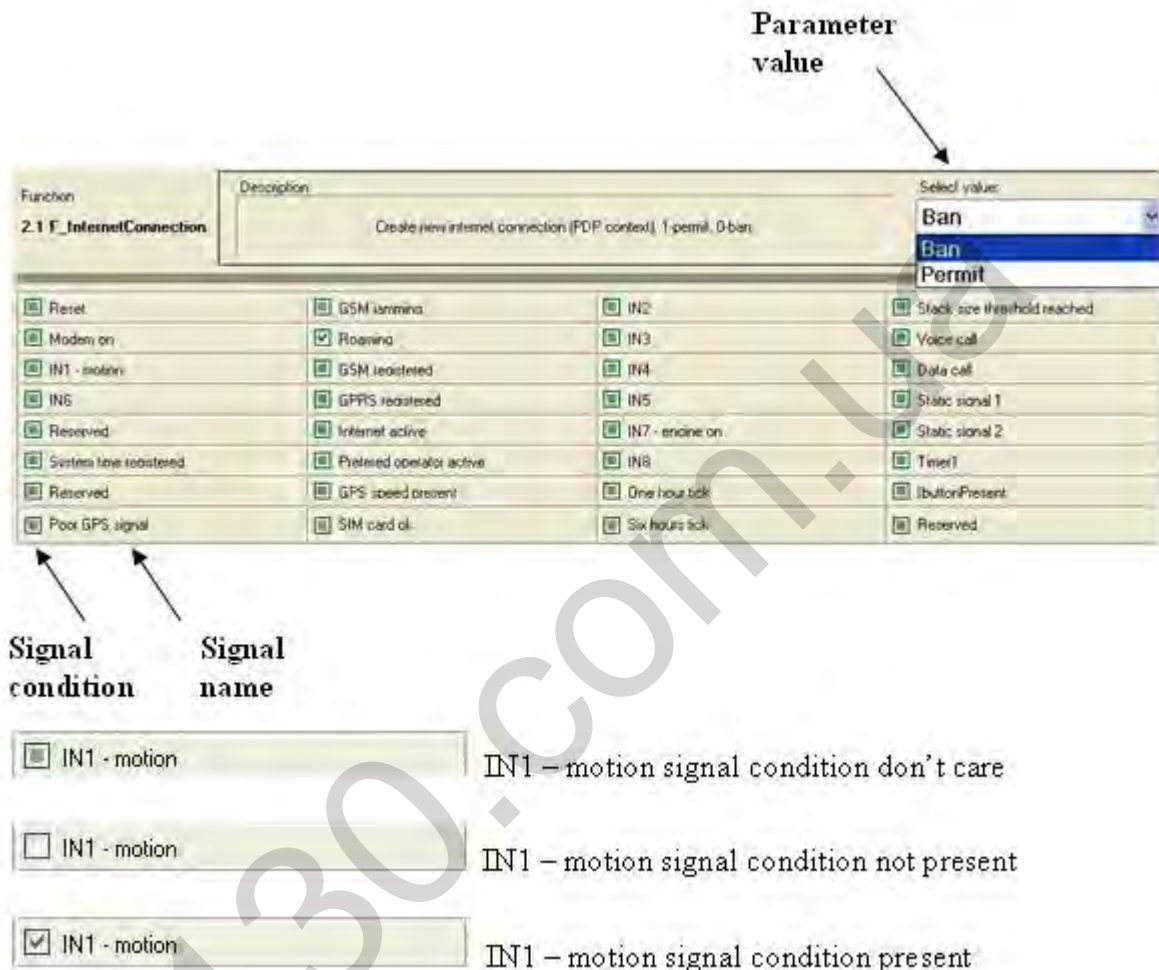 Parameter
value
Function
2.1 F_InternetConnection
Description
Create new internet connection (PDP context), 1-permit, 0-ban
Select value:
Ban
Ban
Permit
Reset
GSM jamming
IN2
Stack size threshold reached
Modem on
Roaming
IN3
Voice call
IN1 - motion
GSM registered
IN4
Data call
IN6
GPRS registered
IN5
Static signal 1
Reserved
Internet active
IN7 - engine on
Static signal 2
System time registered
Prefered operator active
IN8
Timer1
Reserved
GPS speed present
One hour tick
IbuttonPresent
Poor GPS signal
SIM card ok
Six hours tick
Reserved
Signal
condition
Signal
name
IN1 - motion
IN1 – motion signal condition don't care
IN1 - motion
IN1 – motion signal condition not present
IN1 - motion
IN1 – motion signal condition present
30.com.ua